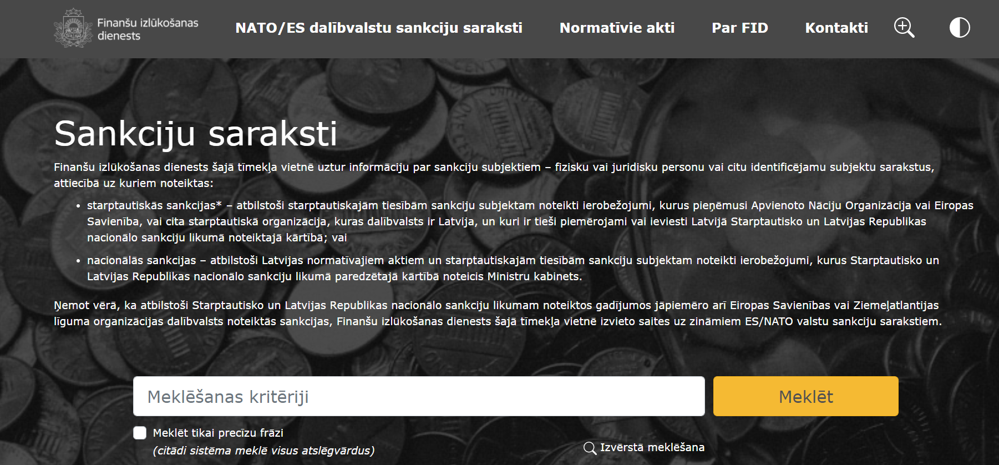 Finanšu izlūkošanas
dienests
NATO/ES dalībvalstu sankciju saraksti
Normatīvie akti
Par FID
Kontakti
Sankciju saraksti
Finanšu izlūkošanas dienests šajā tīmekļa vietnē uztur informāciju par sankciju subjektiem – fizisku vai juridisku personu vai citu identificējamu subjektu sarakstus,
attiecībā uz kuriem noteiktas:
• starptautiskās sankcijas* – atbilstoši starptautiskajām tiesībām sankciju subjektam noteikti ierobežojumi, kurus pieņēmusi Apvienoto Nāciju Organizācija vai Eiropas
Savienība, vai cita starptautiskā organizācija, kuras dalībvalsts ir Latvija, un kuri ir tieši piemērojami vai ieviesti Latvijā Starptautisko un Latvijas Republikas
nacionālo sankciju likumā noteiktajā kārtībā; vai
• nacionālās sankcijas – atbilstoši Latvijas normatīvajiem aktiem un starptautiskajām tiesībām sankciju subjektam noteikti ierobežojumi, kurus Starptautisko un
Latvijas Republikas nacionālo sankciju likumā paredzētajā kārtībā noteicis Ministru kabinets.
Ņemot vērā, ka atbilstoši Starptautisko un Latvijas Republikas nacionālo sankciju likumam noteiktos gadījumos jāpiemēro arī Eiropas Savienības vai Ziemeļatlantijas
līguma organizācijas dalībvalsts noteiktās sankcijas, Finanšu izlūkošanas dienests šajā tīmekļa vietnē izvieto saites uz zināmiem ES/NATO valstu sankciju sarakstiem.
Meklēšanas kritēriji
Meklēt
Meklēt tikai precīzu frāzi
(citādi sistēma meklē visus atslēgvārdus)
Izvērstā meklēšana